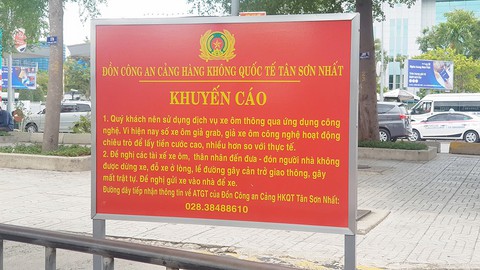 ĐỒN CÔNG AN CẢNG HÀNG KHÔNG QUỐC TẾ TÂN SƠN NHẤT
KHUYẾN CÁO
1. Quý khách nên sử dụng dịch vụ xe ôm thông qua ứng dụng công
nghệ. Vì hiện nay số xe ôm giả grab, giả xe ôm công nghệ hoạt động
chiêu trò để lấy tiền cước cao, nhiều hơn so với thực tế.
2. Đề nghị các tài xế xe ôm, thân nhân đến đưa - đón người nhà không
được dừng xe, đỗ xe ở lòng, lề đường gây cản trở giao thông, gây
mất trật tự. Đề nghị gửi xe vào nhà để xe.
Đường dây tiếp nhận thông tin về ATGT của Đồn Công an Cảng HKQT Tân Sơn Nhất:
028.38488610